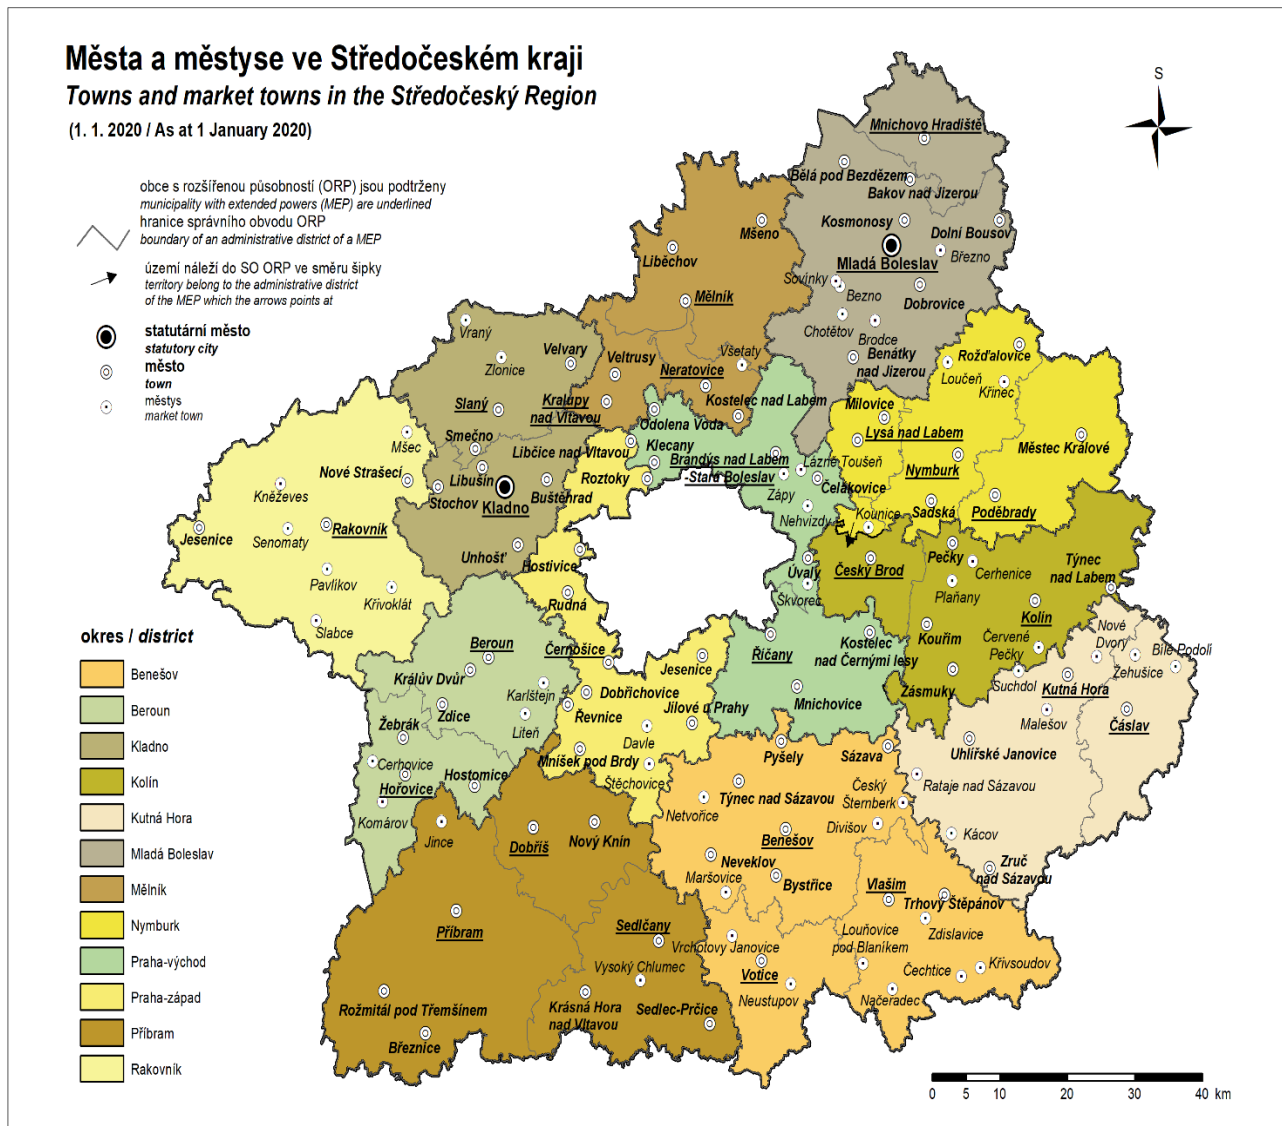 Města a městyse ve Středočeském kraji
Towns and market towns in the Středočeský Region
(1. 1. 2020 / As at 1 January 2020)
S
obce s rozšířenou působností (ORP) jsou podtrženy
municipality with extended powers (MEP) are underlined
hranice správního obvodu ORP
boundary of an administrative district of a MEP
území náleží do SO ORP ve směru šipky
territory belong to the administrative district
of the MEP which the arrows points at
statutární město
statutory city
město
town
městys
market town
Mnichovo Hradiště
Bělá pod Bezdězem
Bakov nad Jizerou
Kosmonosy
Dolní Bousov
Mladá Boleslav
Březno
Sovinky
Bezno
Dobrovice
Chotětov
Brodce
Benátky
nad Jizerou
Mšeno
Liběchov
Mělník
Veltrusy
Všetaty
Neratovice
Kralupy
nad Vltavou
Kostelec nad Labem
Vraný
Zlonice
Velvary
Slaný
Smečno
Libušín
Stochov
Kladno
Buštěhrad
Unhošť
Libčice nad Vltavou
Roztoky
Odolena Voda
Klecany
Brandýs nad Labem
-Stará Boleslav
Lázně Toušeň
Zápy
Čelákovice
Nehvizdy
Úvaly
Škvorec
Rožďalovice
Loučeň
Křinec
Milovice
Lysá nad Labem
Městec Králové
Nymburk
Sadská
Poděbrady
Kounice
Český Brod
Pečky
Cerhenice
Plaňany
Týnec
nad Labem
Kolín
Kouřim
Červené
Pečky
Zásmuky
Mšec
Nové Strašecí
Kněževes
Jesenice
Senomaty
Rakovník
Pavlíkov
Křivoklát
Slabce
Hostivice
Rudná
Černošice
Jesenice
Dobřichovice
Jílové u Prahy
Řevnice
Davle
Mníšek pod Brdy
Štěchovice
Beroun
Králův Dvůr
Karlštejn
Zdice
Liteň
Žebrák
Cerhovice
Hořovice
Hostomice
Komárov
Říčany
Kostelec
nad Černými lesy
Mnichovice
Nové
Dvory
Bílé Podolí
Žehušice
Suchdol
Kutná Hora
Malešov
Čáslav
Uhlířské Janovice
Rataje nad Sázavou
Kácov
Zruč
nad Sázavou
Pyšely
Sázava
Týnec nad Sázavou
Český
Šternberk
Netvořice
Divišov
Benešov
Neveklov
Maršovice
Bystřice
Vlašim
Trhový Štěpánov
Zdislavice
Louňovice
pod Blaníkem
Vrchotovy Janovice
Votice
Neustupov
Čechtice
Křivsoudov
Načeradec
Jince
Dobříš
Nový Knín
Příbram
Sedlčany
Vysoký Chlumec
Rožmitál pod Třemšínem
Krásná Hora
nad Vltavou
Sedlec-Prčice
Březnice
okres / district
Benešov
Beroun
Kladno
Kolín
Kutná Hora
Mladá Boleslav
Mělník
Nymburk
Praha-východ
Praha-západ
Příbram
Rakovník
0 5 10 20 30 40 km